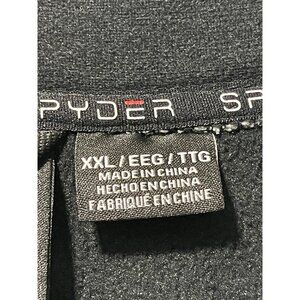 PYDER SP
XXL/EEG/TTG
MADE IN CHINA
HECHO EN CHINA
FABRIQUÉ EN CHINE